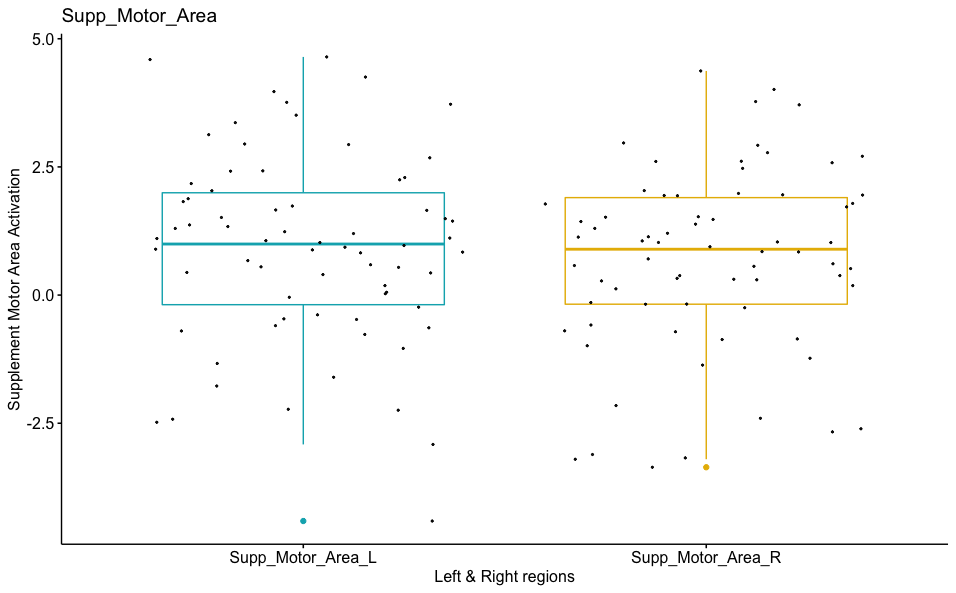 Supp_Motor_Area
5.0
2.5
0.0
-2.5
Supplement Motor Area Activation
Supp_Motor_Area_L
Supp_Motor_Area_R
Left & Right regions